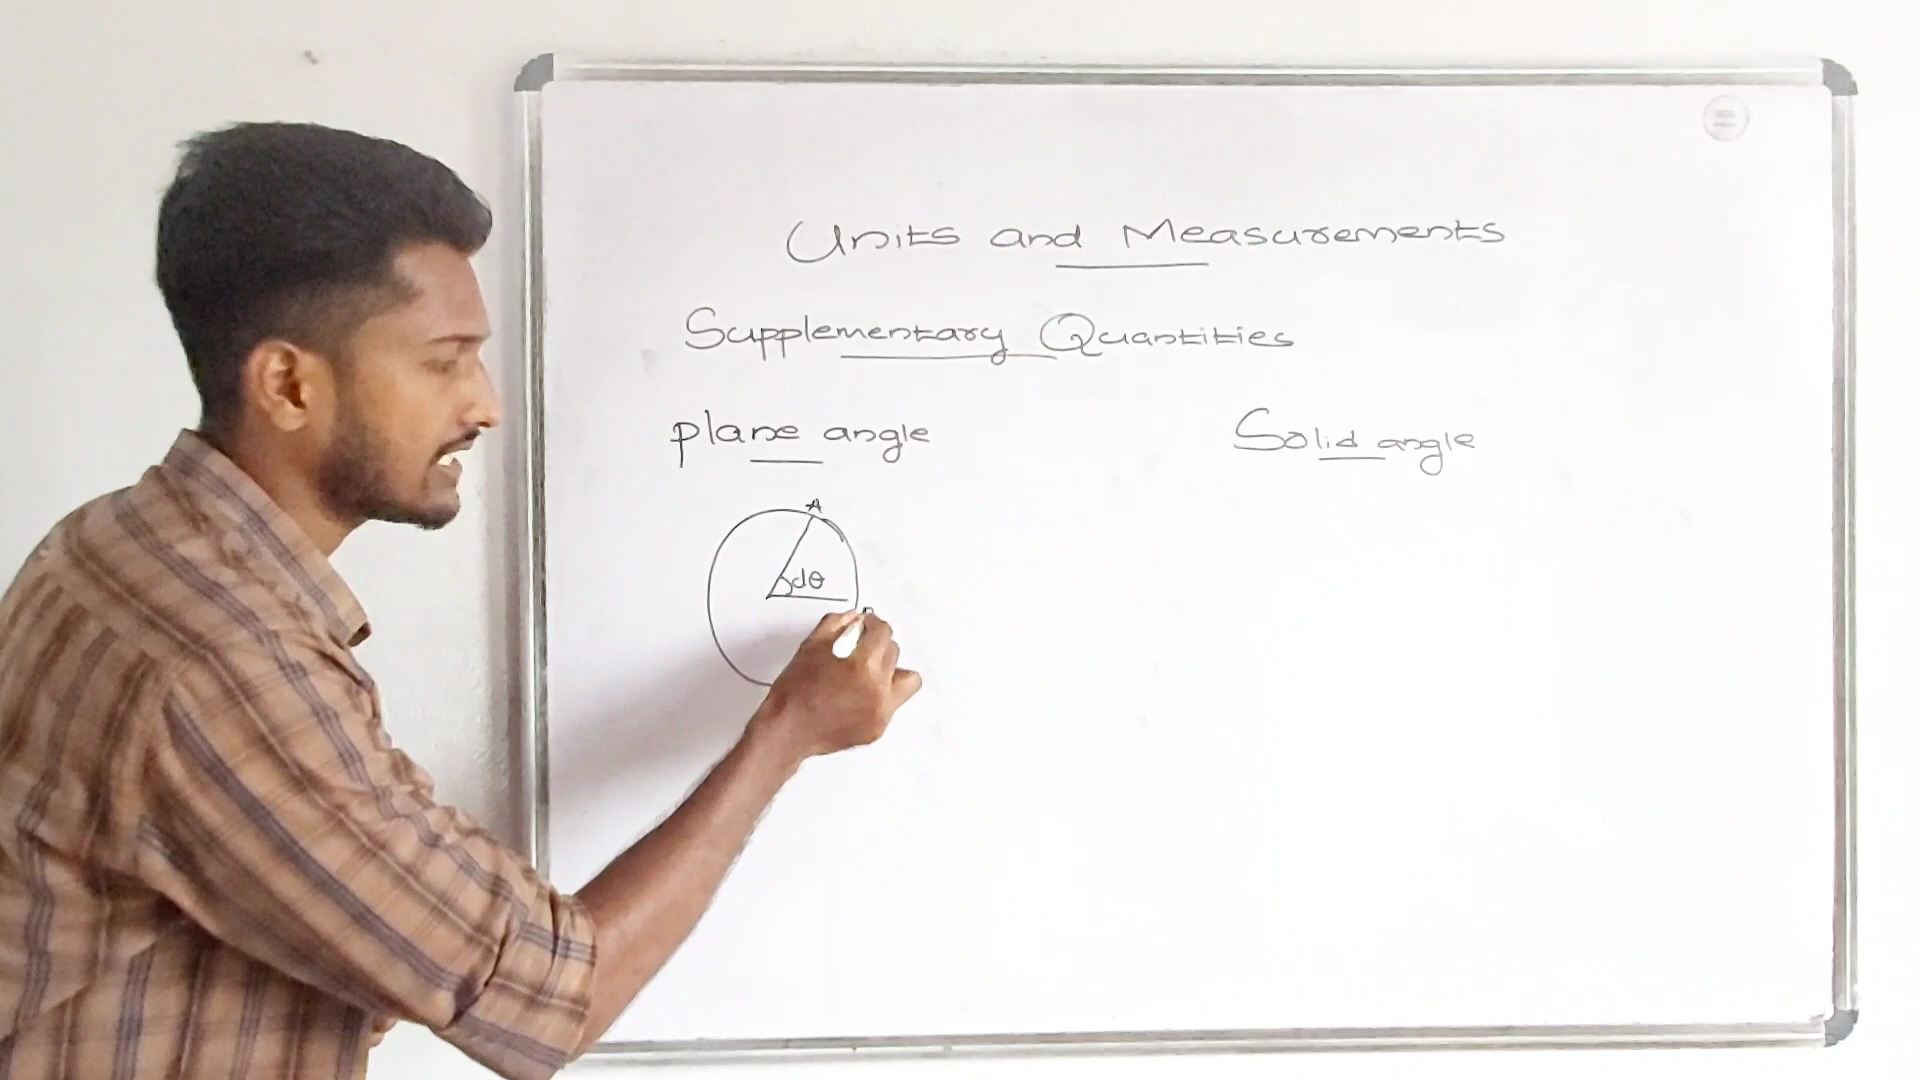 Units and Measurements
Supplementary Quantities
plane angle
Solid angle
A
dθ